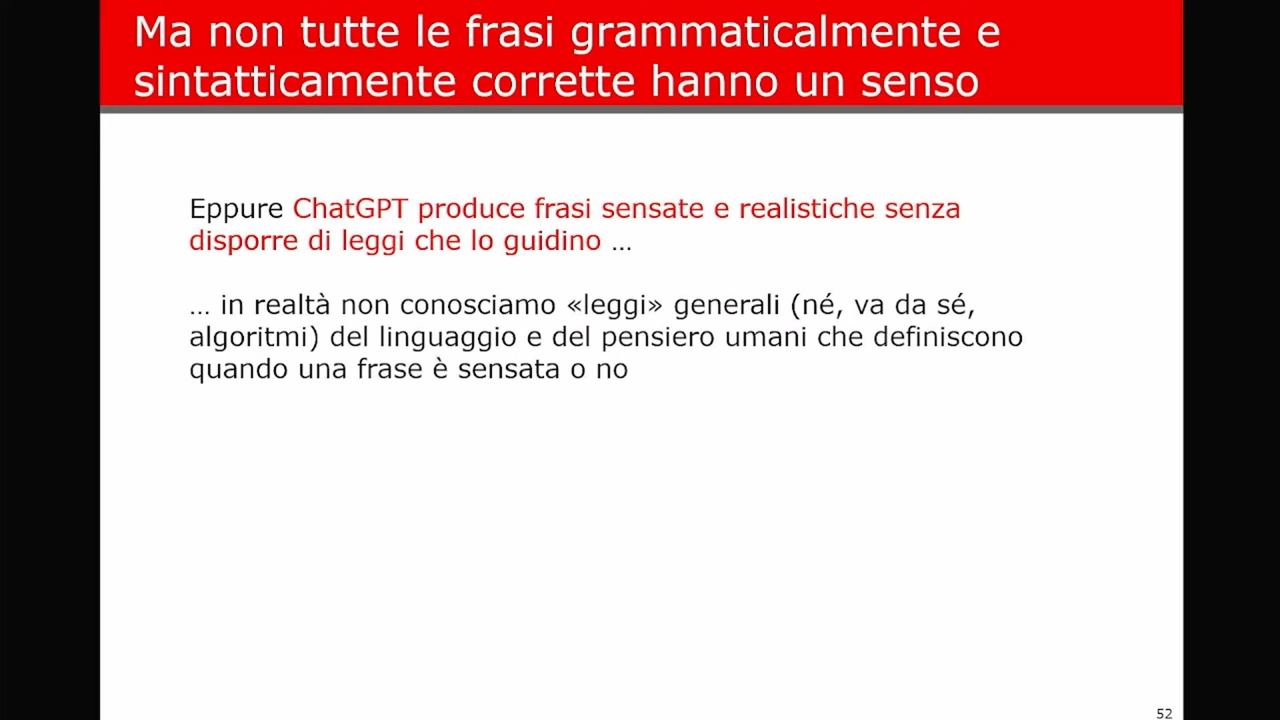 Ma non tutte le frasi grammaticalmente e
sintatticamente corrette hanno un senso
Eppure ChatGPT produce frasi sensate e realistiche senza
disporre di leggi che lo guidino …
… in realtà non conosciamo «leggi» generali (né, va da sé,
algoritmi) del linguaggio e del pensiero umani che definiscono
quando una frase è sensata o no
52